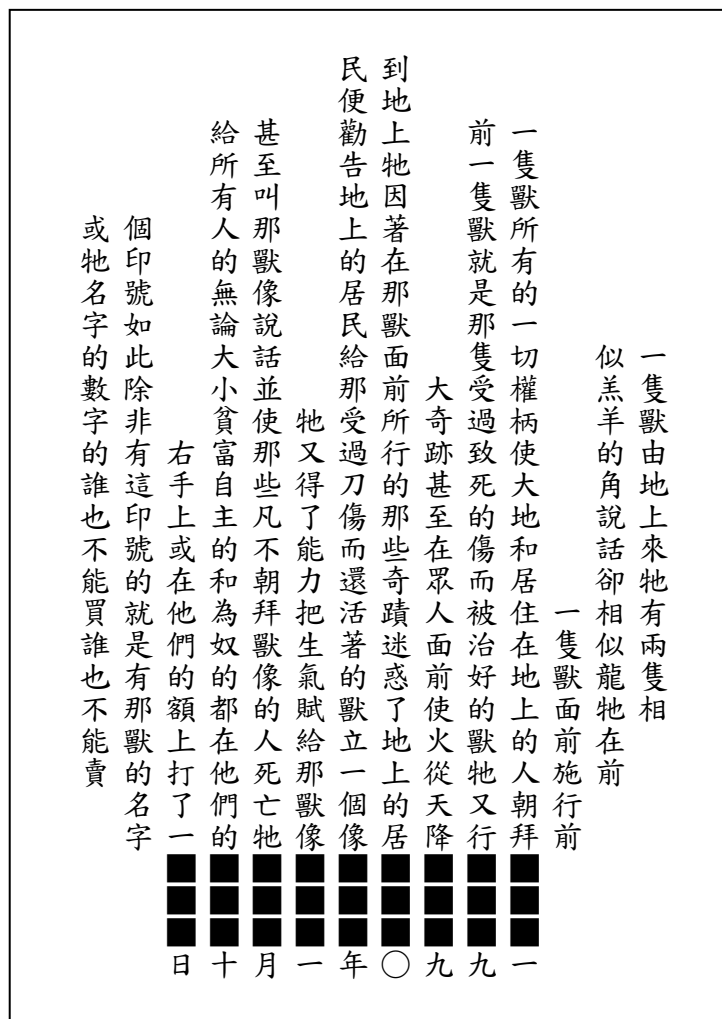 一隻獸由地上來牠有兩隻相
似羔羊的角說話卻相似龍牠在前
一隻獸面前施行前
一隻獸所有的一切權柄使大地和居住在地上的人朝拜■■■一
前一隻獸就是那隻受過致死的傷而被治好的獸牠又行■■■九
大奇跡甚至在眾人面前使火從天降■■■九
到地上牠因著在那獸面前所行的那些奇蹟迷惑了地上的居■■■〇
民便勸告地上的居民給那受過刀傷而還活著的獸立一個像■■■年
牠又得了能力把生氣賦給那獸像■■■一
甚至叫那獸像說話並使那些凡不朝拜獸像的人死亡牠■■■月
給所有人的無論大小貧富自主的和為奴的都在他們的■■■十
右手上或在他們的額上打了一■■■日
個印號如此除非有這印號的就是有那獸的名字
或牠名字的數字的誰也不能買誰也不能賣